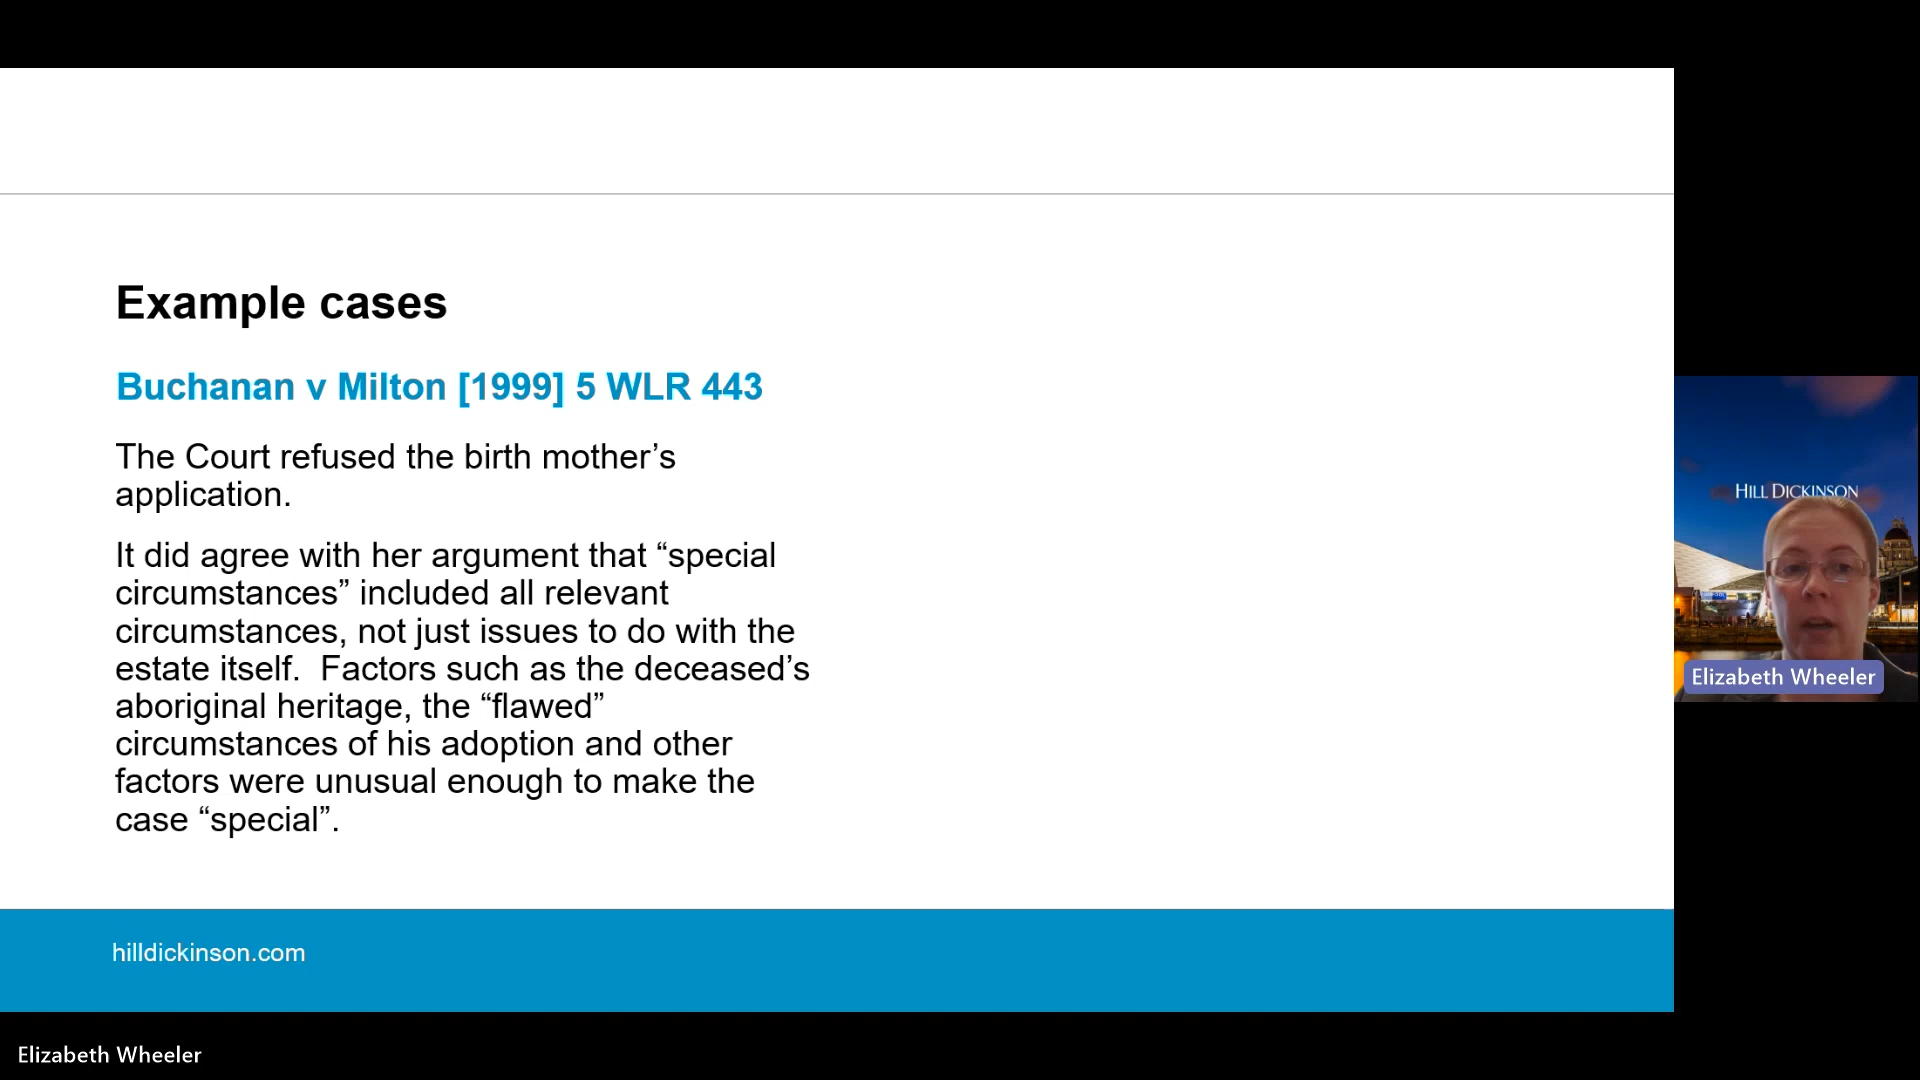 Example cases
Buchanan v Milton [1999] 5 WLR 443
The Court refused the birth mother’s
application.
It did agree with her argument that “special
circumstances” included all relevant
circumstances, not just issues to do with the
estate itself.  Factors such as the deceased’s
aboriginal heritage, the “flawed”
circumstances of his adoption and other
factors were unusual enough to make the
case “special”.
hilldickinson.com
HILL DICKINSON
Elizabeth Wheeler
Elizabeth Wheeler